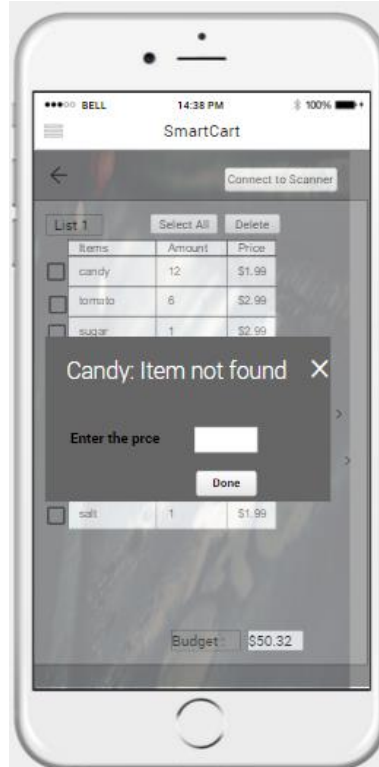 BELL 14:38 PM 100%
SmartCart
Connect to Scanner
List 1 Select All Delete
Items Amount Price
candy 12 $1.99
tomato 6 $2.99
sugar 1 $2.99
Candy: Item not found
Enter the prce
Done
salt 1 $1.99
Budget : $50.32